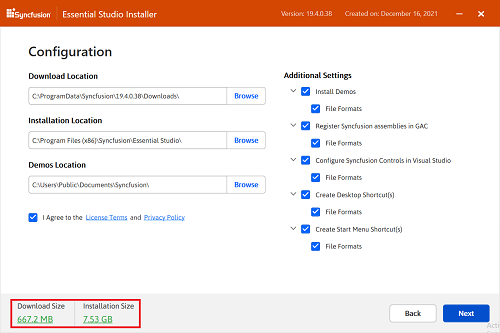 Syncfusion Essential Studio Installer Version: 19.4.0.38 Created on: December 16, 2021
Configuration
Download Location
C:\ProgramData\Syncfusion\19.4.0.38\Downloads\ Browse
Installation Location
C:\Program Files (x86)\Syncfusion\Essential Studio\ Browse
Demos Location
C:\Users\Public\Documents\Syncfusion\ Browse
I Agree to the License Terms and Privacy Policy
Additional Settings
Install Demos
File Formats
Register Syncfusion assemblies in GAC
File Formats
Configure Syncfusion Controls in Visual Studio
File Formats
Create Desktop Shortcut(s)
File Formats
Create Start Menu Shortcut(s)
File Formats
Download Size Installation Size
667.2 MB 7.53 GB
Back Next